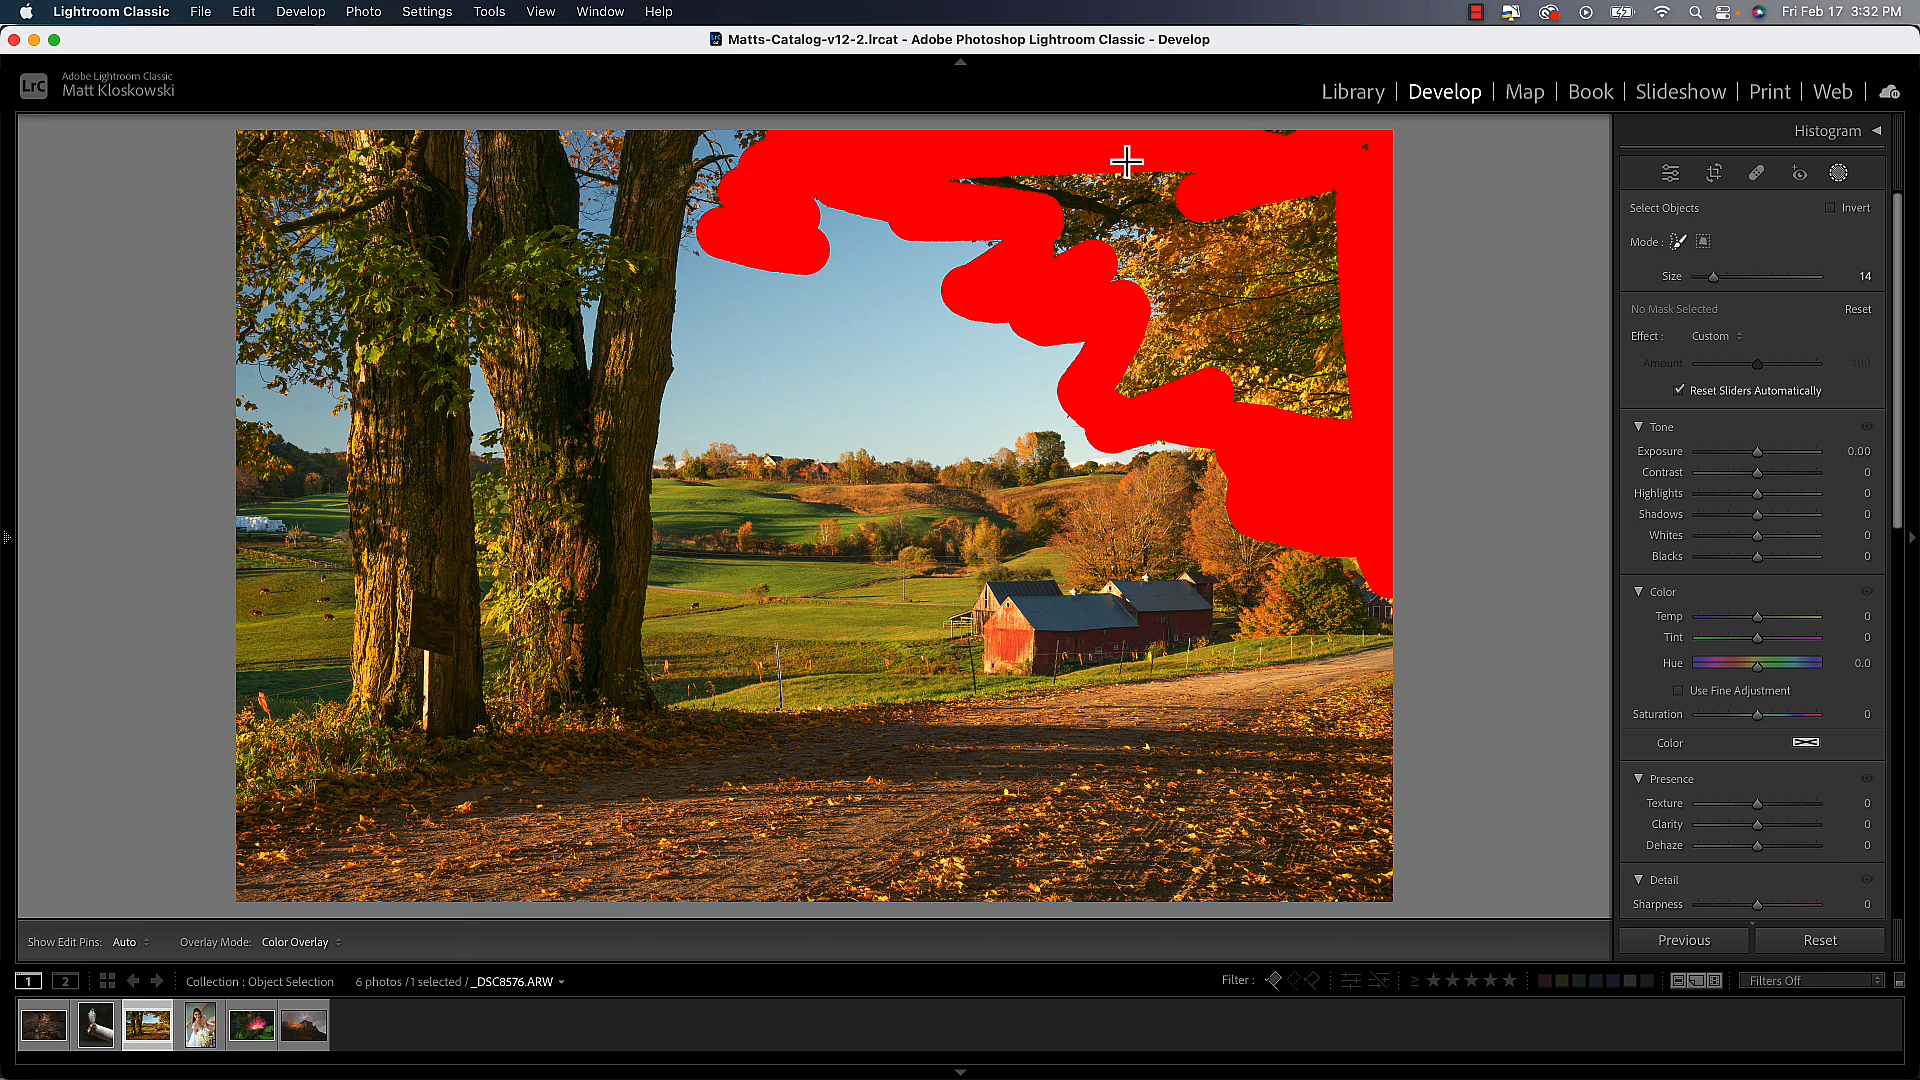 Lightroom Classic File Edit Develop Photo Settings Tools View Window Help Fri Feb 17 3:32 PM
Matts-Catalog-v12-2.lrcat - Adobe Photoshop Lightroom Classic - Develop
LrC Adobe Lightroom Classic
Matt Kloskowski
Library | Develop | Map | Book | Slideshow | Print | Web
Histogram
Select Objects Invert
Mode :
Size 14
No Mask Selected Reset
Effect : Custom
Amount 100
Reset Sliders Automatically
Tone
Exposure 0.00
Contrast 0
Highlights 0
Shadows 0
Whites 0
Blacks 0
Color
Temp 0
Tint 0
Hue 0.0
Use Fine Adjustment
Saturation 0
Color
Presence
Texture 0
Clarity 0
Dehaze 0
Detail
Sharpness 0
Previous Reset
Show Edit Pins: Auto Overlay Mode: Color Overlay
1 2 Collection : Object Selection 6 photos /1 selected /_DSC8576.ARW Filter : ≥ Filters Off